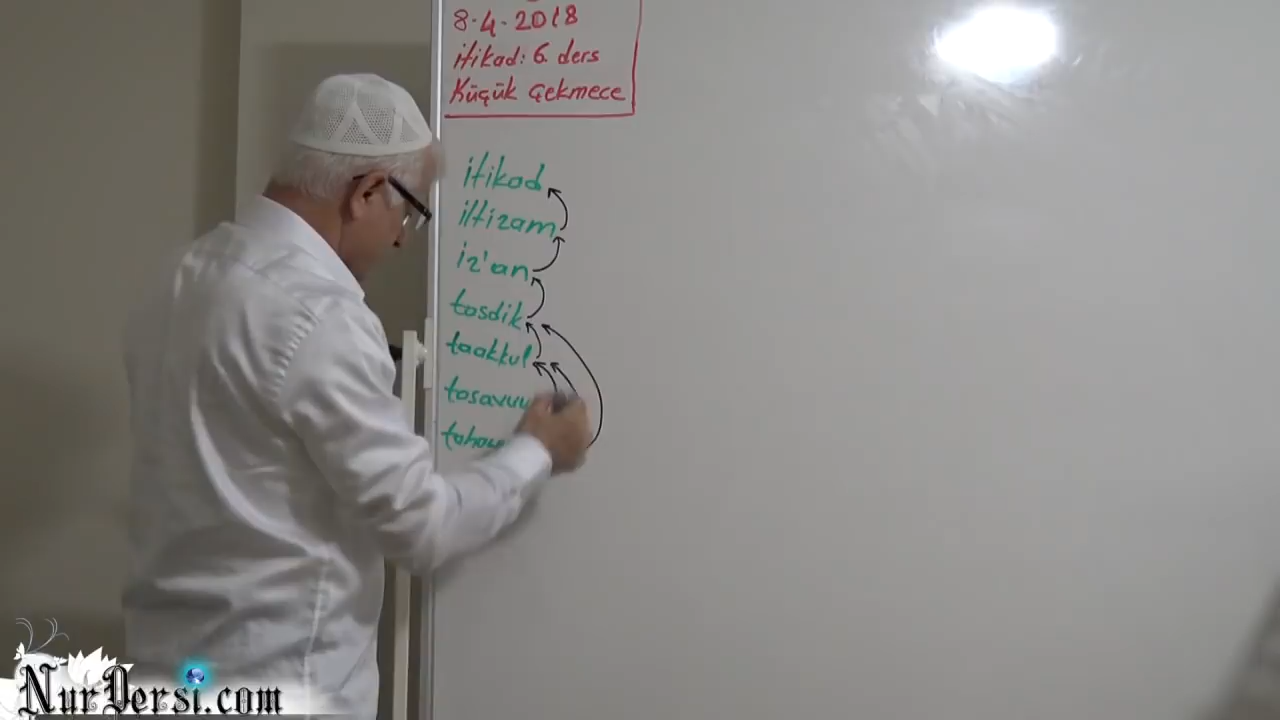 8.4.2018
itikad: 6. ders
Küçük Çekmece
itikad
iltizam
iz'an
tasdik
taakkul
NurDersi.com